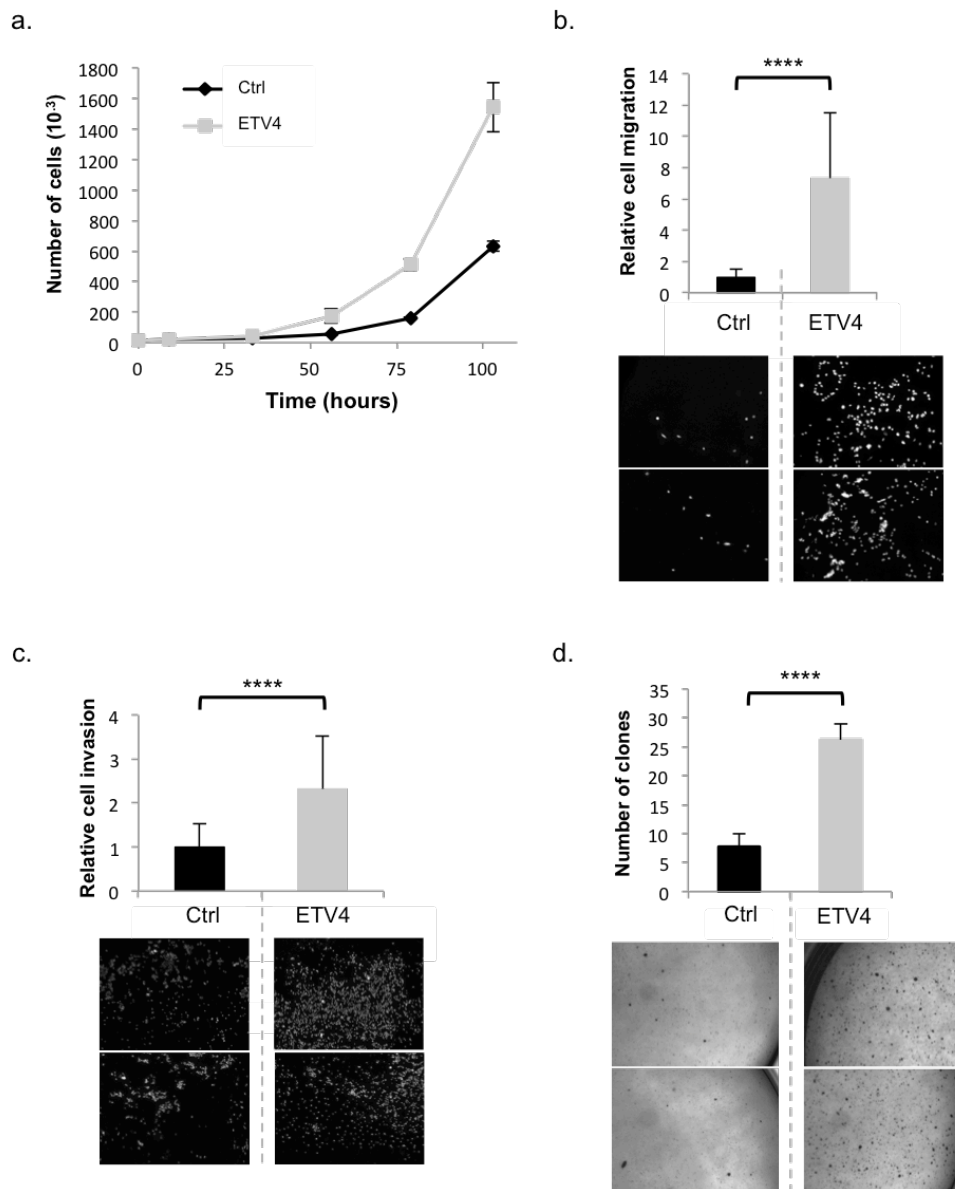 a.
1800
1600
1400
1200
1000
800
600
400
200
0
Number of cells (10⁻³)
Ctrl
ETV4
0 25 50 75 100
Time (hours)
b.
****
14
12
10
8
6
4
2
0
Relative cell migration
Ctrl ETV4
c.
****
4
3
2
1
0
Relative cell invasion
Ctrl ETV4
d.
****
35
30
25
20
15
10
5
0
Number of clones
Ctrl ETV4